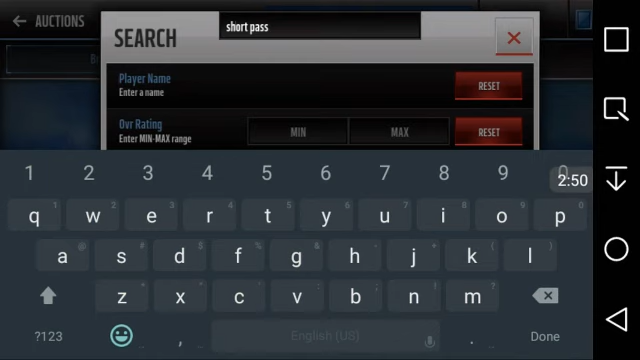 AUCTIONS
SEARCH
short pass
Player Name
Enter a name
RESET
Ovr Rating
Enter MIN-MAX range
MIN
MAX
RESET
1 2 3 4 5 6 7 8 9 0
2:50
q w e r t y u i o p
a s d f g h j k l
z x c v b n m
?123
,
English (US)
.
Done